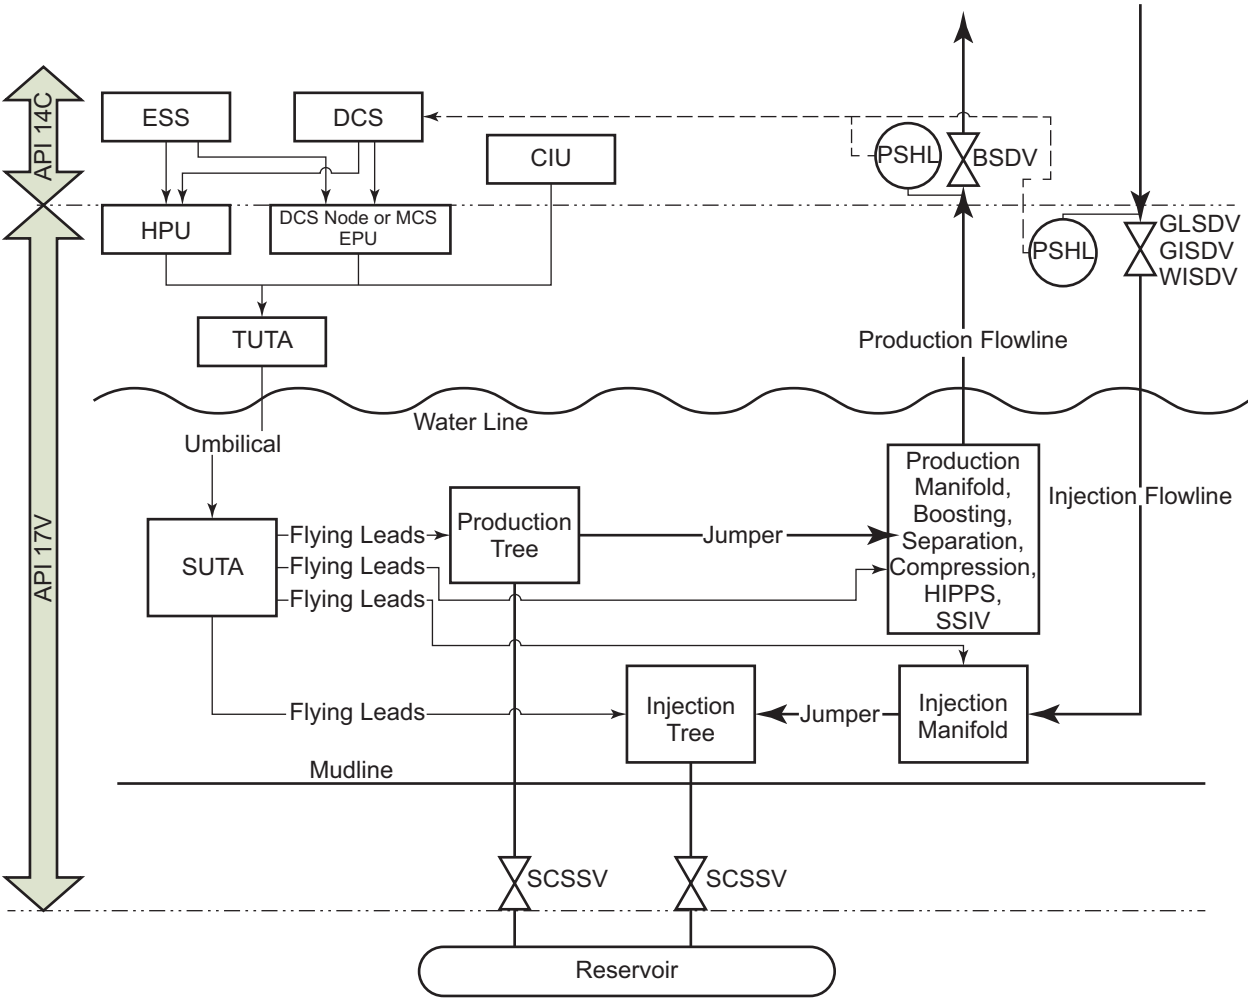 API 14C
ESS
DCS
CIU
PSHL
BSDV
HPU
DCS Node or MCS
EPU
PSHL
GLSDV
GISDV
WISDV
TUTA
Production Flowline
Water Line
Umbilical
API 17V
SUTA
Flying Leads
Flying Leads
Flying Leads
Production
Tree
Jumper
Production
Manifold,
Boosting,
Separation,
Compression,
HIPPS,
SSIV
Injection Flowline
Flying Leads
Injection
Tree
Jumper
Injection
Manifold
Mudline
SCSSV
SCSSV
Reservoir